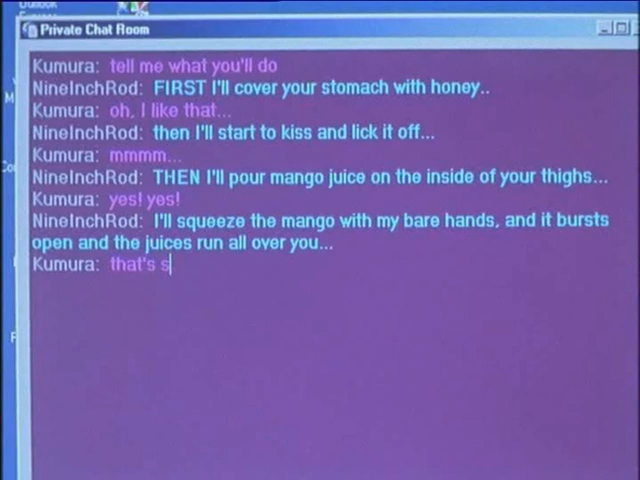 Outlook
Private Chat Room
Kumura: tell me what you'll do
NineInchRod: FIRST I'll cover your stomach with honey..
Kumura: oh, I like that...
NineInchRod: then I'll start to kiss and lick it off...
Kumura: mmmm...
NineInchRod: THEN I'll pour mango juice on the inside of your thighs...
Kumura: yes! yes!
NineInchRod: I'll squeeze the mango with my bare hands, and it bursts
open and the juices run all over you...
Kumura: that's s